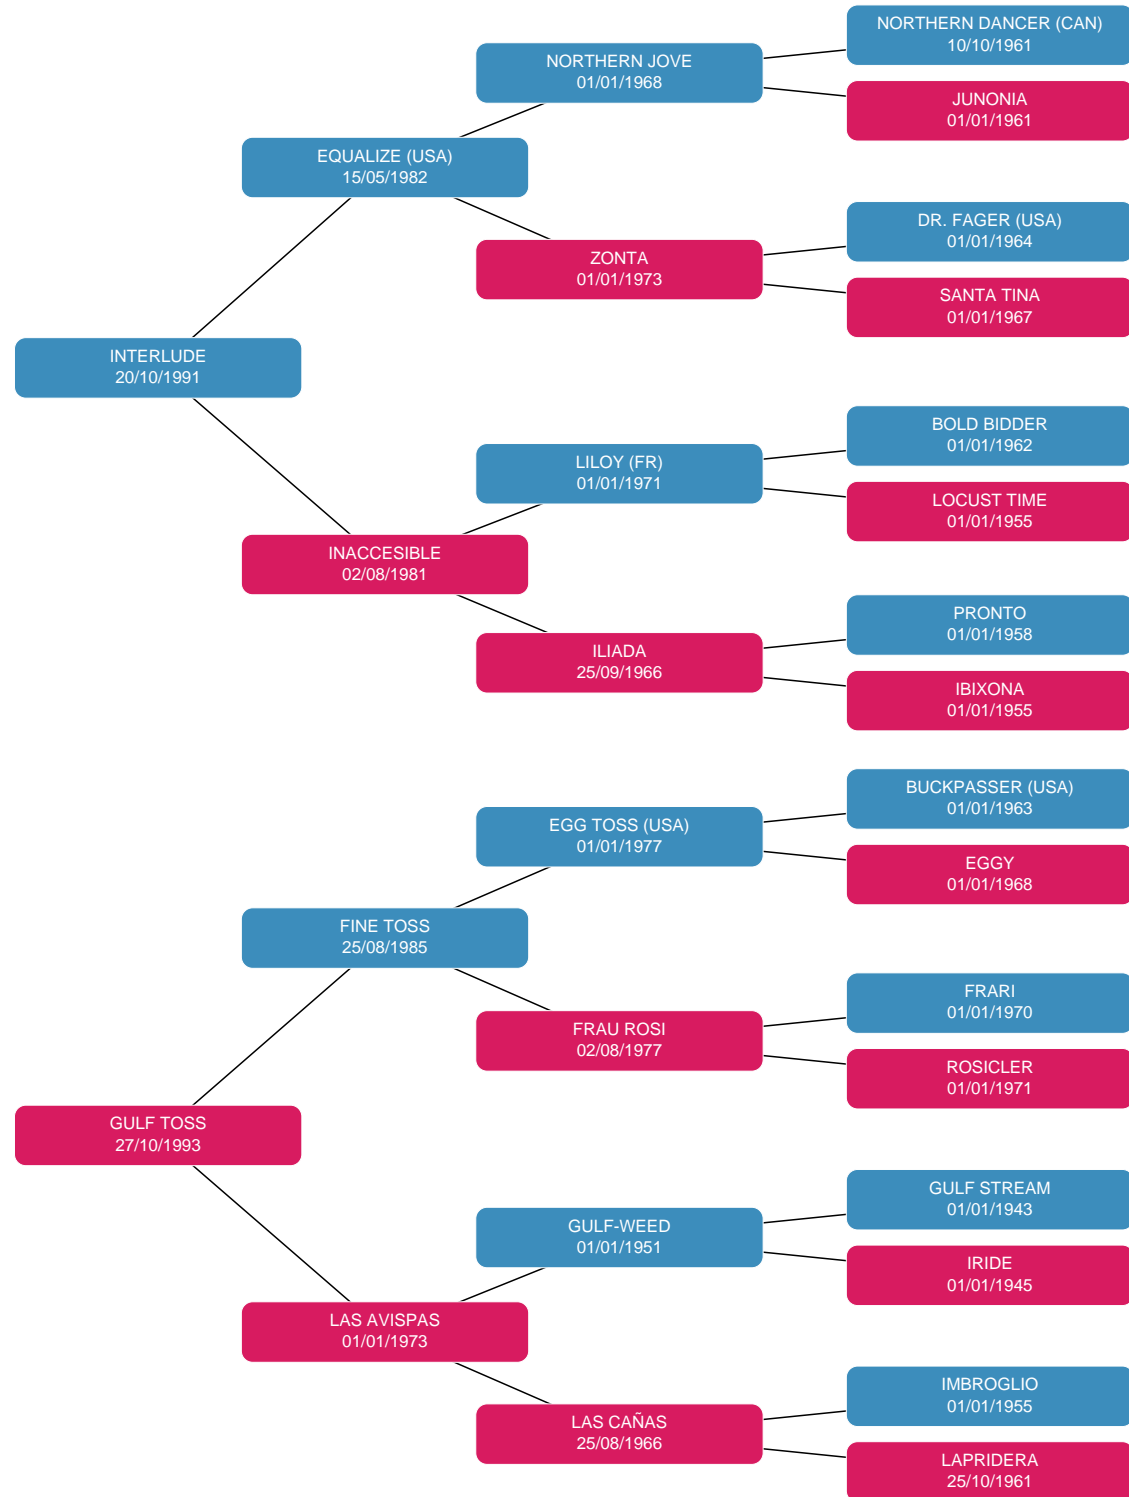 NORTHERN DANCER (CAN)
10/10/1961
NORTHERN JOVE
01/01/1968
JUNONIA
01/01/1961
EQUALIZE (USA)
15/05/1982
DR. FAGER (USA)
01/01/1964
ZONTA
01/01/1973
SANTA TINA
01/01/1967
INTERLUDE
20/10/1991
BOLD BIDDER
01/01/1962
LILOY (FR)
01/01/1971
LOCUST TIME
01/01/1955
INACCESIBLE
02/08/1981
PRONTO
01/01/1958
ILIADA
25/09/1966
IBIXONA
01/01/1955
BUCKPASSER (USA)
01/01/1963
EGG TOSS (USA)
01/01/1977
EGGY
01/01/1968
FINE TOSS
25/08/1985
FRARI
01/01/1970
FRAU ROSI
02/08/1977
ROSICLER
01/01/1971
GULF TOSS
27/10/1993
GULF STREAM
01/01/1943
GULF-WEED
01/01/1951
IRIDE
01/01/1945
LAS AVISPAS
01/01/1973
IMBROGLIO
01/01/1955
LAS CAÑAS
25/08/1966
LAPRIDERA
25/10/1961